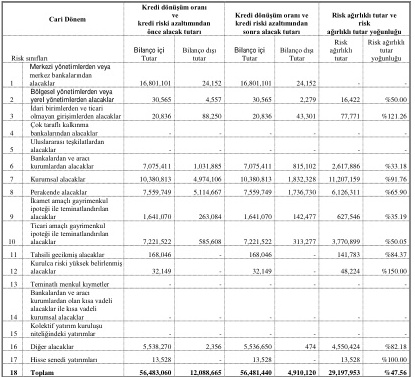 Cari Dönem
Kredi dönüşüm oranı
ve
kredi riski azaltımından
önce alacak tutarı
Kredi dönüşüm oranı ve
kredi riski azaltımından
sonra alacak tutarı
Risk ağırlıklı tutar ve
risk
ağırlıklı tutar yoğunluğu
Risk sınıfları
Bilanço içi
Tutar
Bilanço dışı
tutar
Bilanço içi
Tutar
Bilanço dışı
tutar
Risk
ağırlıklı
tutar
Risk ağırlıklı
tutar
yoğunluğu
Merkezi yönetimlerden veya
merkez bankalarından
1 alacaklar 16,801,101 24,152 16,801,101 24,152 - -
Bölgesel yönetimlerden veya
2 yerel yönetimlerden alacaklar 30,565 4,557 30,565 2,279 16,422 %50.00
İdari birimlerden ve ticari
3 olmayan girişimlerden alacaklar 20,836 88,250 20,836 43,301 77,771 %121.26
Çok taraflı kalkınma
4 bankalarından alacaklar - - - - - -
Uluslararası teşkilatlardan
5 alacaklar - - - - - -
Bankalardan ve aracı
6 kurumlardan alacaklar 7,075,411 1,031,885 7,075,411 815,102 2,617,886 %33.18
7 Kurumsal alacaklar 10,380,813 4,974,106 10,380,813 1,832,328 11,207,159 %91.76
8 Perakende alacaklar 7,559,749 5,114,667 7,559,749 1,736,730 6,126,311 %65.90
İkamet amaçlı gayrimenkul
ipoteği ile teminatlandırılan
9 alacaklar 1,641,070 263,084 1,641,070 142,477 627,546 %35.19
Ticari amaçlı gayrimenkul
ipoteği ile teminatlandırılan
10 alacaklar 7,221,522 585,608 7,221,522 313,277 3,770,899 %50.05
11 Tahsili gecikmiş alacaklar 168,046 - 168,046 - 141,783 %84.37
Kurulca riski yüksek belirlenmiş
12 alacaklar 32,149 - 32,149 - 48,224 %150.00
13 Teminatlı menkul kıymetler - - - - - -
Bankalardan ve aracı
kurumlardan olan kısa vadeli
alacaklar ile kısa vadeli
14 kurumsal alacaklar - - - - - -
Kolektif yatırım kuruluşu
15 niteliğindeki yatırımlar - - - - - -
16 Diğer alacaklar 5,538,270 2,356 5,536,650 474 4,550,424 %82.18
17 Hisse senedi yatırımları 13,528 - 13,528 - 13,528 %100.00
18 Toplam 56,483,060 12,088,665 56,481,440 4,910,120 29,197,953 %47.56